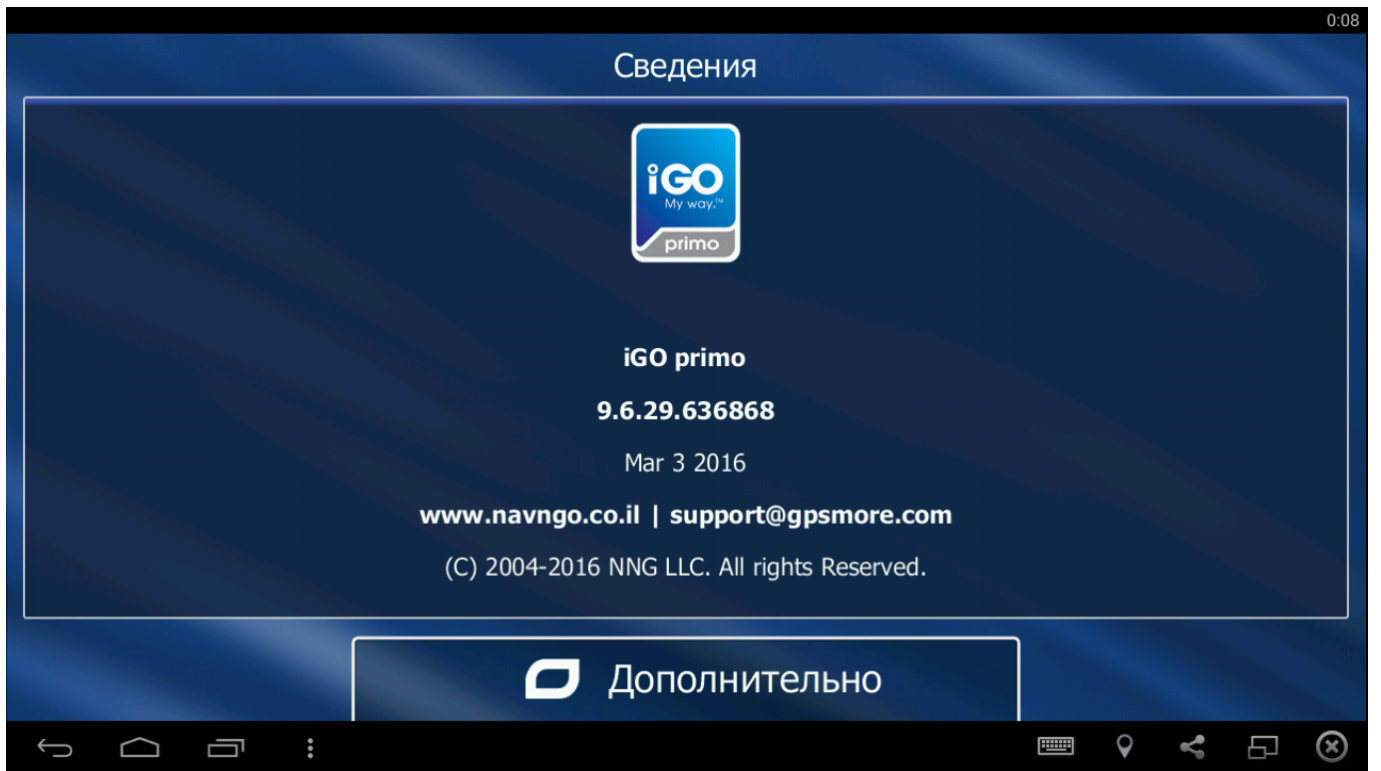 0:08
Сведения
iGO
My way.™
primo
iGO primo
9.6.29.636868
Mar 3 2016
www.navngo.co.il | support@gpsmore.com
(C) 2004-2016 NNG LLC. All rights Reserved.
Дополнительно